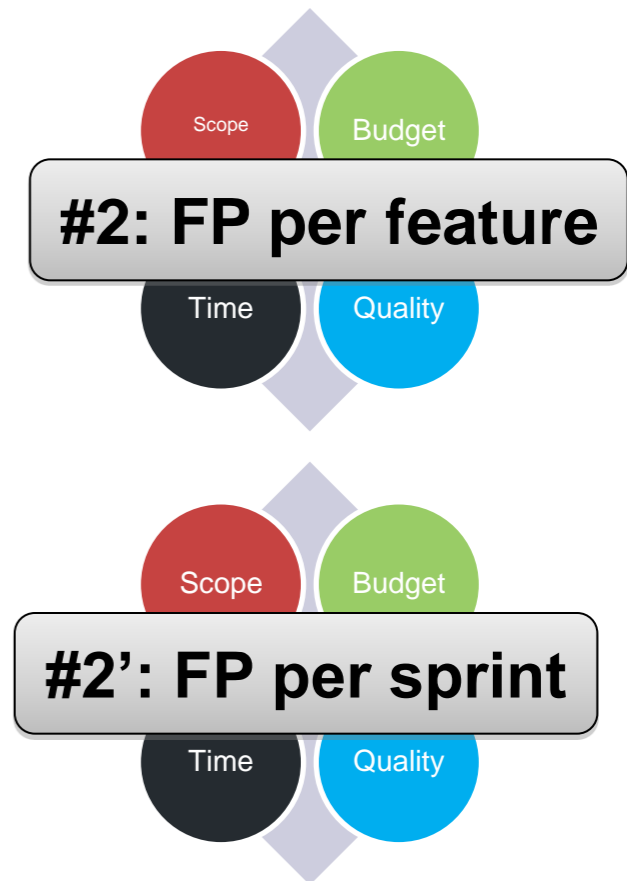 Scope
Budget
#2: FP per feature
Time
Quality
Scope
Budget
#2’: FP per sprint
Time
Quality